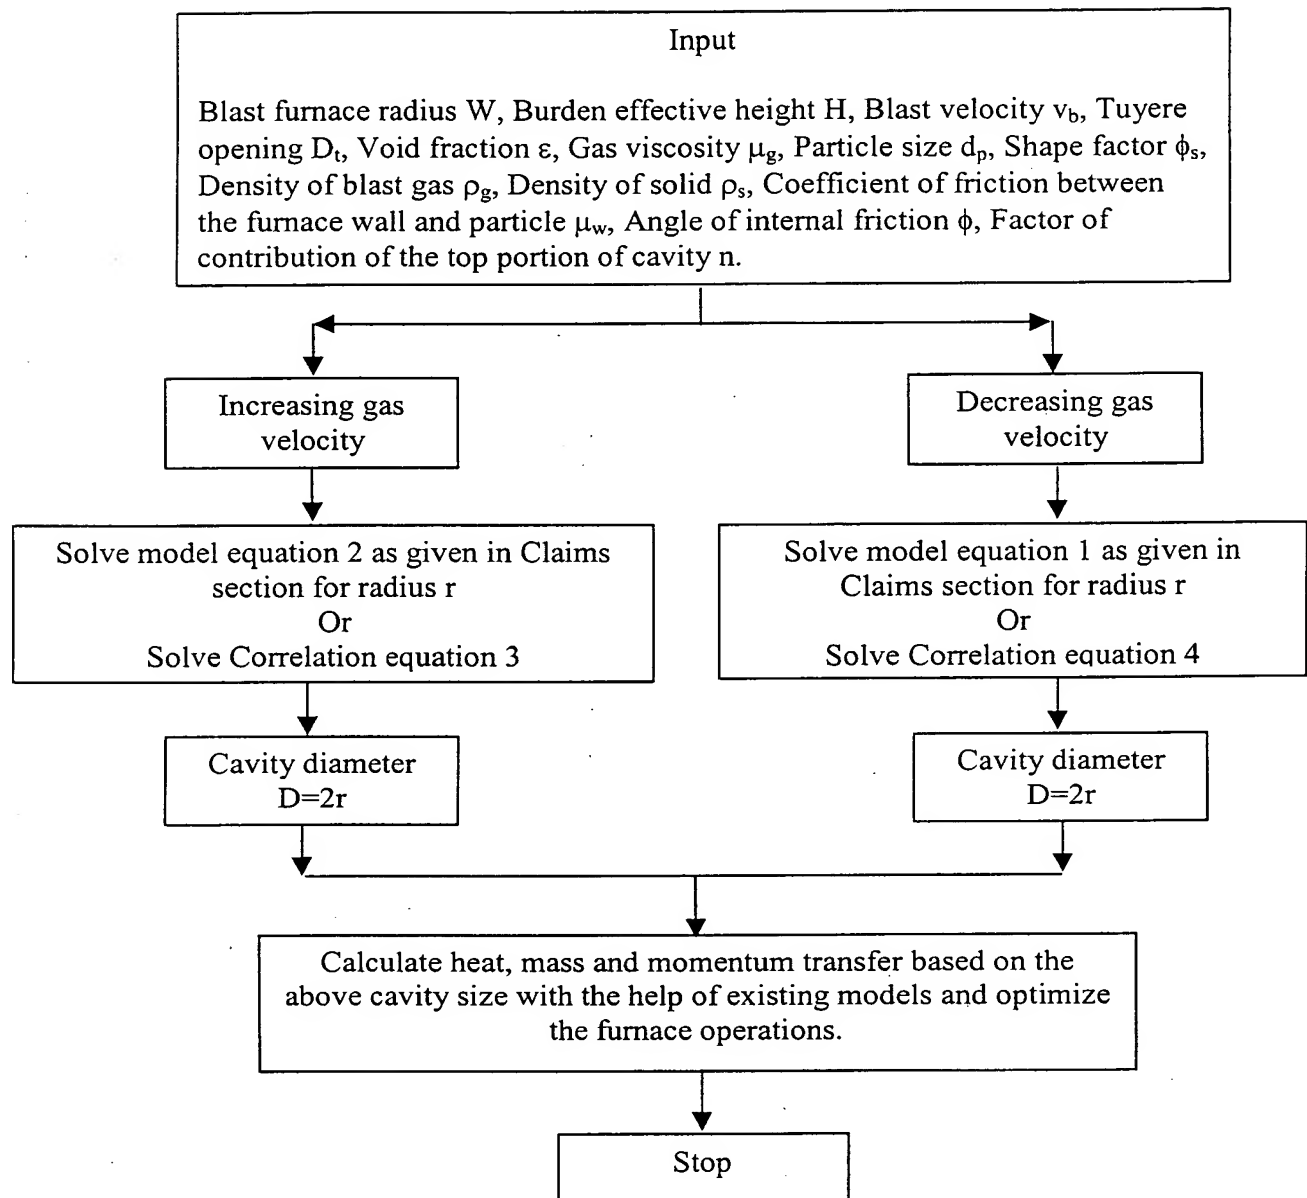 Input
Blast furnace radius W, Burden effective height H, Blast velocity v_b, Tuyere
opening D_t, Void fraction ε, Gas viscosity μ_g, Particle size d_p, Shape factor ϕ_s,
Density of blast gas ρ_g, Density of solid ρ_s, Coefficient of friction between
the furnace wall and particle μ_w, Angle of internal friction ϕ, Factor of
contribution of the top portion of cavity n.
Increasing gas
velocity
Decreasing gas
velocity
Solve model equation 2 as given in Claims
section for radius r
Or
Solve Correlation equation 3
Solve model equation 1 as given in
Claims section for radius r
Or
Solve Correlation equation 4
Cavity diameter
D=2r
Cavity diameter
D=2r
Calculate heat, mass and momentum transfer based on the
above cavity size with the help of existing models and optimize
the furnace operations.
Stop